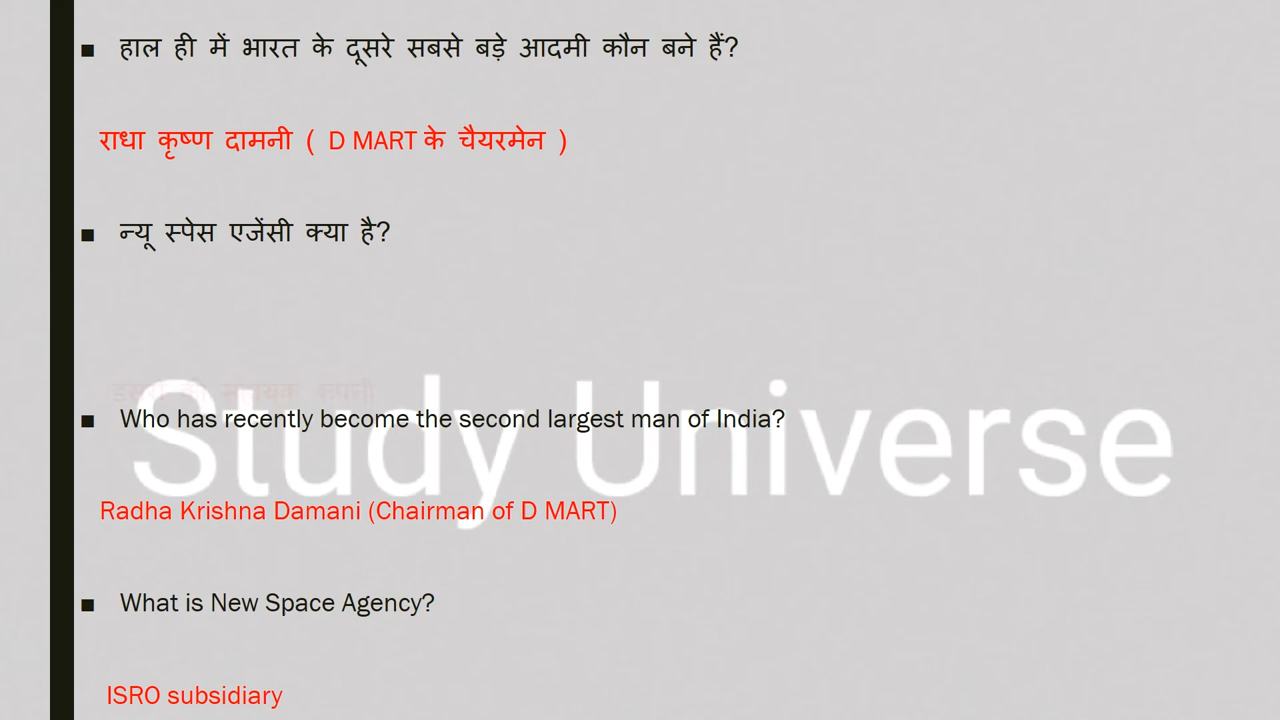 हाल ही में भारत के दूसरे सबसे बड़े आदमी कौन बने हैं?
राधा कृष्ण दामनी ( D MART के चैयरमेन )
न्यू स्पेस एजेंसी क्या है?
Study Universe
Who has recently become the second largest man of India?
Radha Krishna Damani (Chairman of D MART)
What is New Space Agency?
ISRO subsidiary